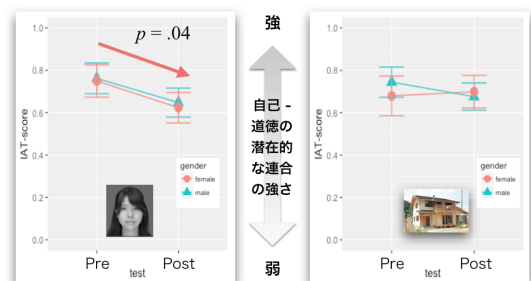 p = .04
IAT-score
1.0
0.8
0.6
0.4
0.2
0.0
gender
female
male
Pre
Post
test
強
自己 -
道徳の
潜在的
な連合
の強さ
弱
IAT-score
1.0
0.8
0.6
0.4
0.2
0.0
gender
female
male
Pre
Post
test